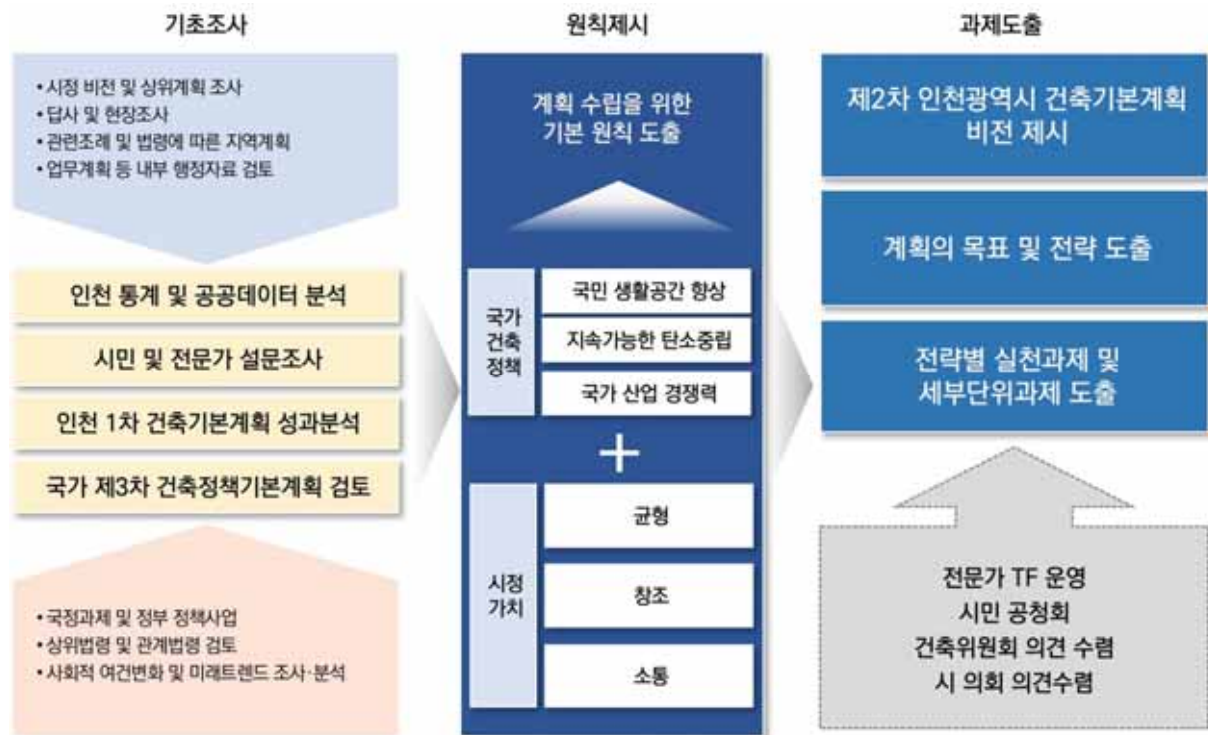 기초조사
• 시정 비전 및 상위계획 조사
• 답사 및 현장조사
• 관련조례 및 법령에 따른 지역계획
• 업무계획 등 내부 행정자료 검토
인천 통계 및 공공데이터 분석
시민 및 전문가 설문조사
인천 1차 건축기본계획 성과분석
국가 제3차 건축정책기본계획 검토
• 국정과제 및 정부 정책사업
• 상위법령 및 관계법령 검토
• 사회적 여건변화 및 미래트렌드 조사·분석
원칙제시
계획 수립을 위한
기본 원칙 도출
국가
건축
정책
국민 생활공간 향상
지속가능한 탄소중립
국가 산업 경쟁력
+
시정
가치
균형
창조
소통
과제도출
제2차 인천광역시 건축기본계획
비전 제시
계획의 목표 및 전략 도출
전략별 실천과제 및
세부단위과제 도출
전문가 TF 운영
시민 공청회
건축위원회 의견 수렴
시 의회 의견수렴